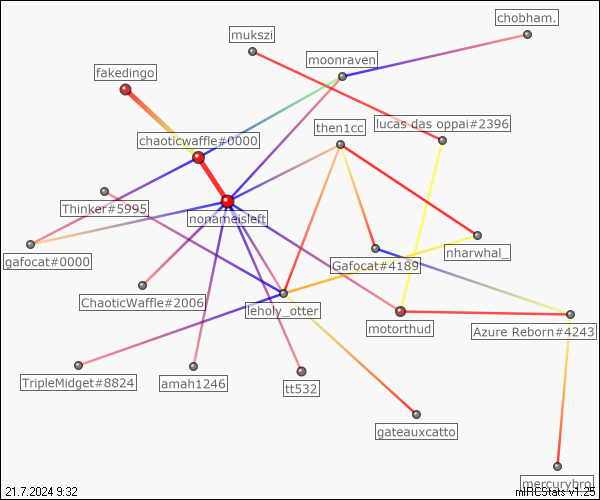 chobham.
mukszi
moonraven
fakedingo
then1cc
lucas das oppai#2396
chaoticwaffle#0000
Thinker#5995
nonameisleft
nharwhal_
gafocat#0000
Gafocat#4189
ChaoticWaffle#2006
leholy_otter
motorthud
Azure Reborn#4243
TripleMidget#8824
amah1246
tt532
gateauxcatto
mercurybro
21.7.2024 9:32
mIRCStats v1.25